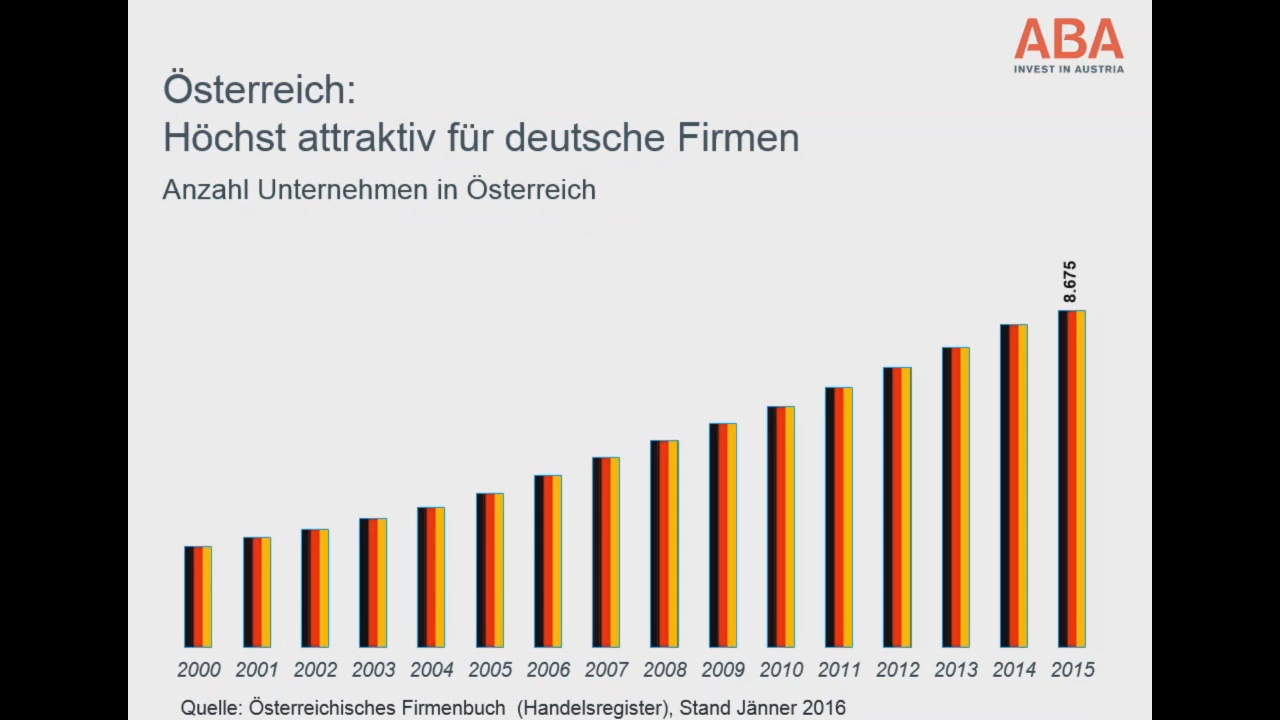 ABA
INVEST IN AUSTRIA
Österreich:
Höchst attraktiv für deutsche Firmen
Anzahl Unternehmen in Österreich
8.675
2000 2001 2002 2003 2004 2005 2006 2007 2008 2009 2010 2011 2012 2013 2014 2015
Quelle: Österreichisches Firmenbuch (Handelsregister), Stand Jänner 2016